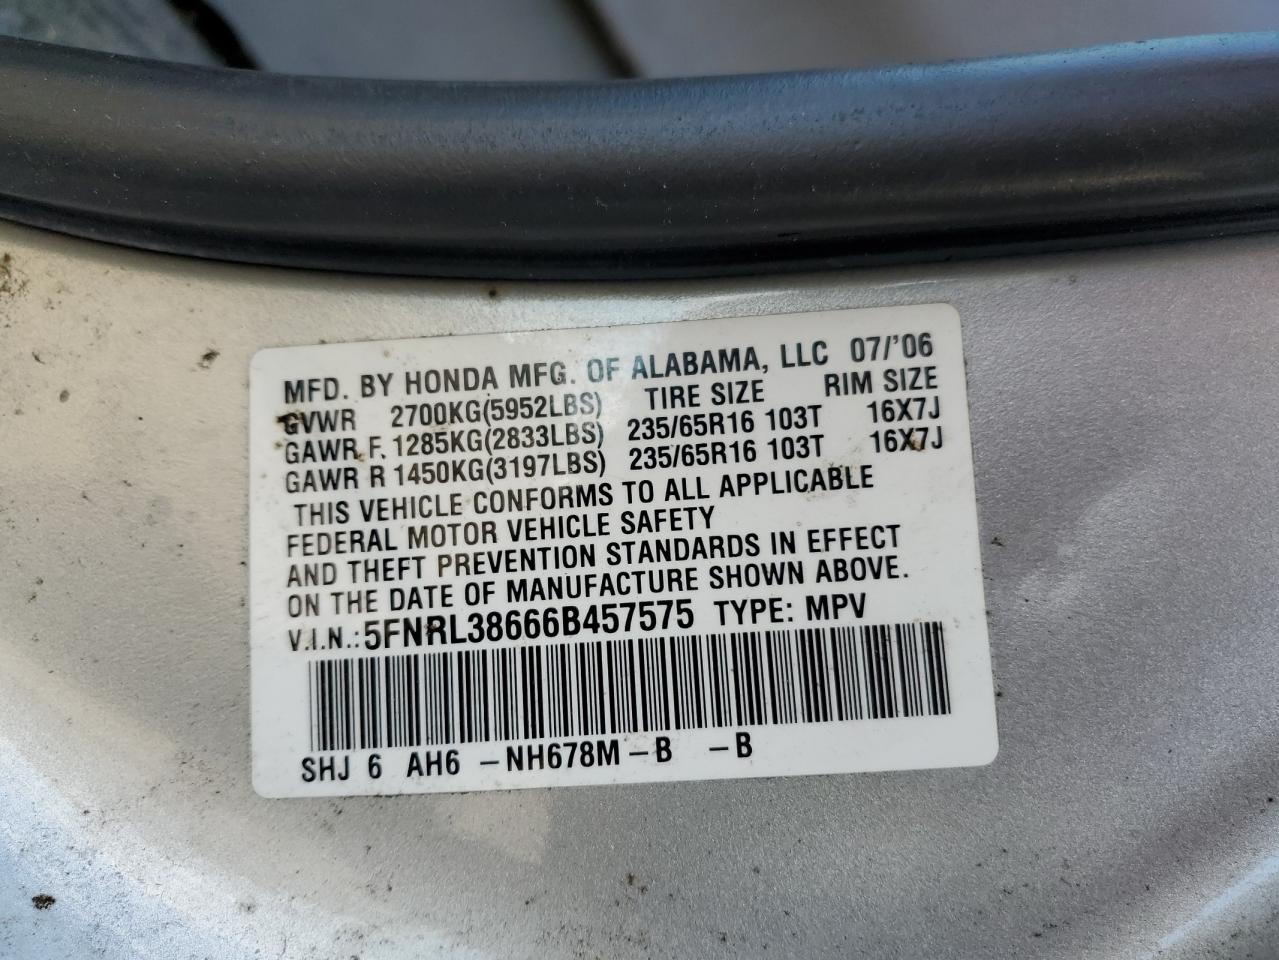 MFD. BY HONDA MFG. OF ALABAMA, LLC 07/'06
GVWR 2700KG(5952LBS) TIRE SIZE RIM SIZE
GAWR F. 1285KG(2833LBS) 235/65R16 103T 16X7J
GAWR R 1450KG(3197LBS) 235/65R16 103T 16X7J
THIS VEHICLE CONFORMS TO ALL APPLICABLE
FEDERAL MOTOR VEHICLE SAFETY
AND THEFT PREVENTION STANDARDS IN EFFECT
ON THE DATE OF MANUFACTURE SHOWN ABOVE.
V.I.N.:5FNRL38666B457575 TYPE: MPV
SHJ 6 AH6 -NH678M-B -B